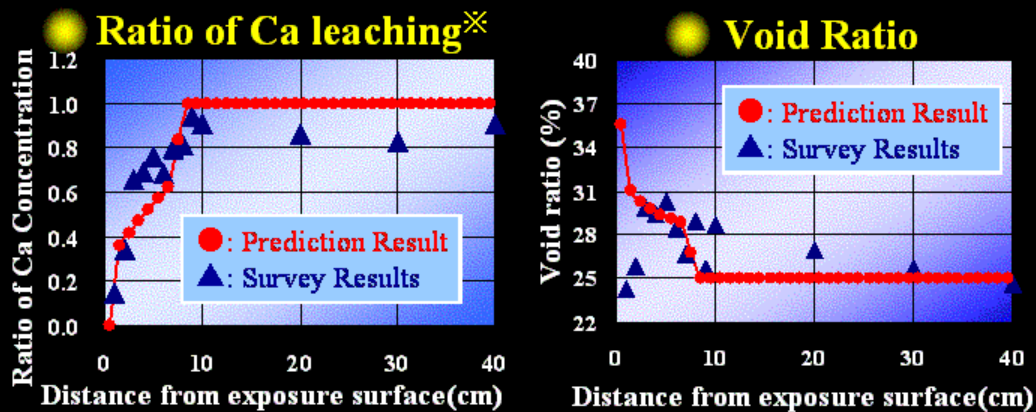 Ratio of Ca leaching※
Ratio of Ca Concentration
1.2
1.0
0.8
0.6
0.4
0.2
0.0
: Prediction Result
: Survey Results
0 10 20 30 40
Distance from exposure surface(cm)
Void Ratio
Void ratio (%)
40
37
34
31
28
25
22
: Prediction Result
: Survey Results
0 10 20 30 40
Distance from exposure surface(cm)